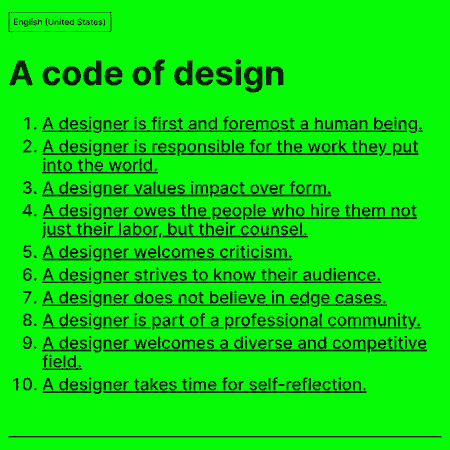 English (United States)
A code of design
1. A designer is first and foremost a human being.
2. A designer is responsible for the work they put
into the world.
3. A designer values impact over form.
4. A designer owes the people who hire them not
just their labor, but their counsel.
5. A designer welcomes criticism.
6. A designer strives to know their audience.
7. A designer does not believe in edge cases.
8. A designer is part of a professional community.
9. A designer welcomes a diverse and competitive
field.
10. A designer takes time for self-reflection.